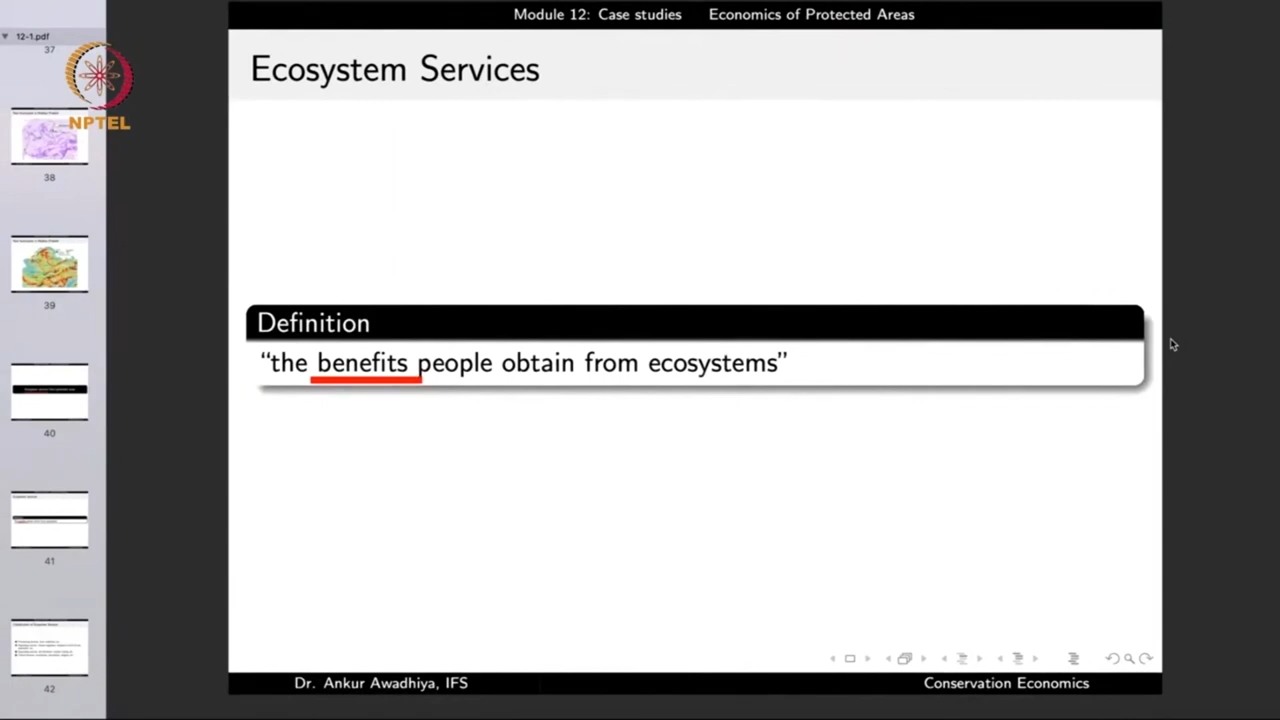 Module 12: Case studies Economics of Protected Areas
12-1.pdf
37
NPTEL
Ecosystem Services
38
39
Definition
“the benefits people obtain from ecosystems”
40
41
42
Dr. Ankur Awadhiya, IFS Conservation Economics